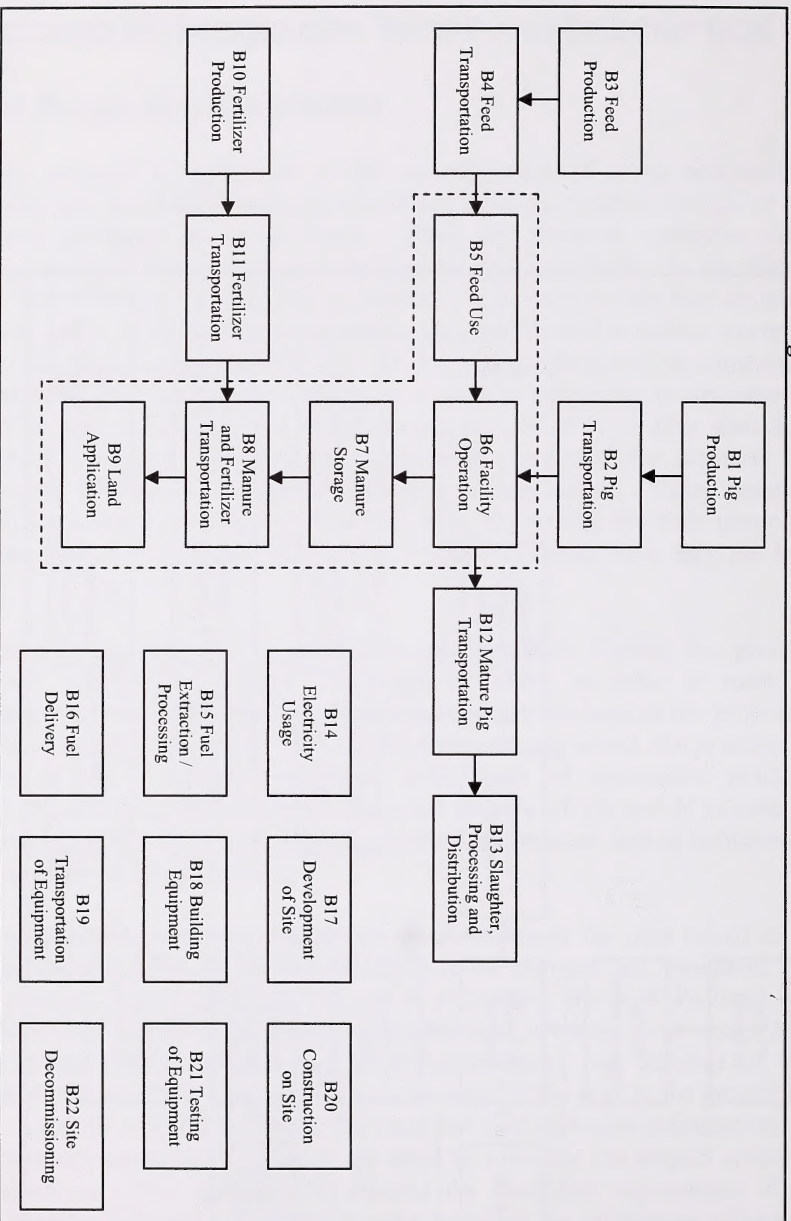 B1 Pig
Production
B3 Feed
Production
B2 Pig
Transportation
B4 Feed
Transportation
B5 Feed Use
B6 Facility
Operation
B12 Mature Pig
Transportation
B13 Slaughter,
Processing and
Distribution
B7 Manure
Storage
B14
Electricity
Usage
B17
Development
of Site
B20
Construction
on Site
B10 Fertilizer
Production
B11 Fertilizer
Transportation
B8 Manure
and Fertilizer
Transportation
B15 Fuel
Extraction /
Processing
B18 Building
Equipment
B21 Testing
of Equipment
B9 Land
Application
B16 Fuel
Delivery
B19
Transportation
of Equipment
B22 Site
Decommissioning